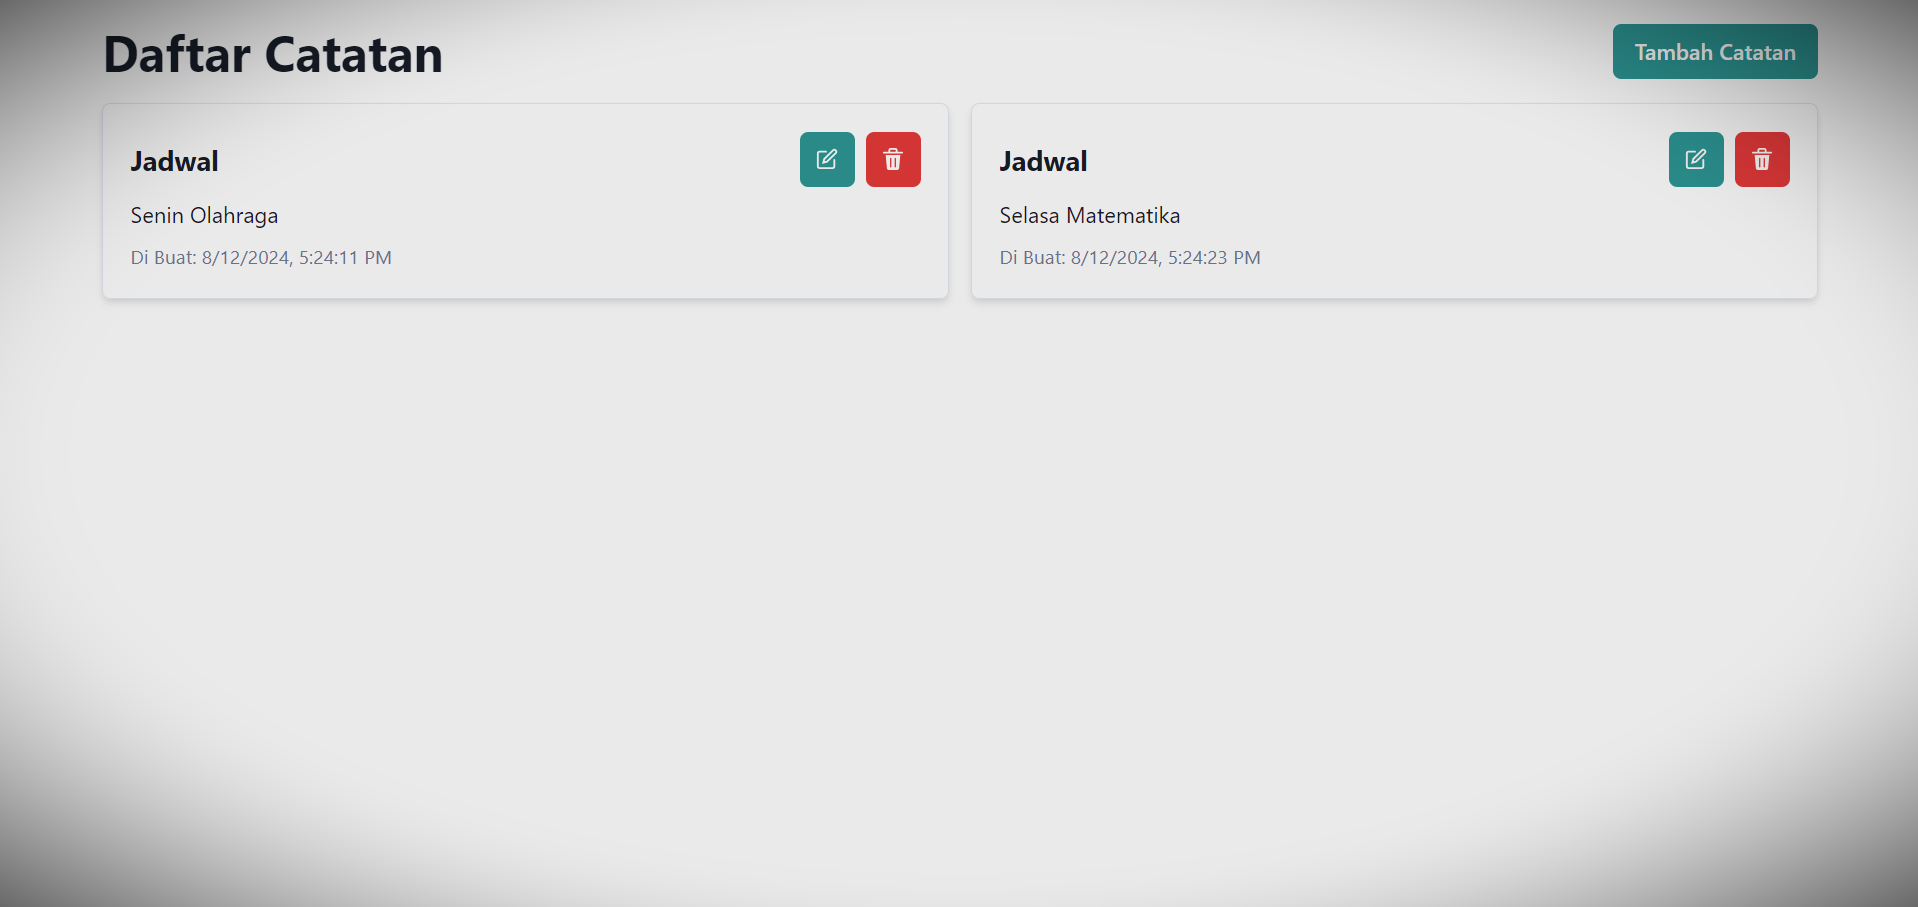 Daftar Catatan
Tambah Catatan
Jadwal
Senin Olahraga
Di Buat: 8/12/2024, 5:24:11 PM
Jadwal
Selasa Matematika
Di Buat: 8/12/2024, 5:24:23 PM